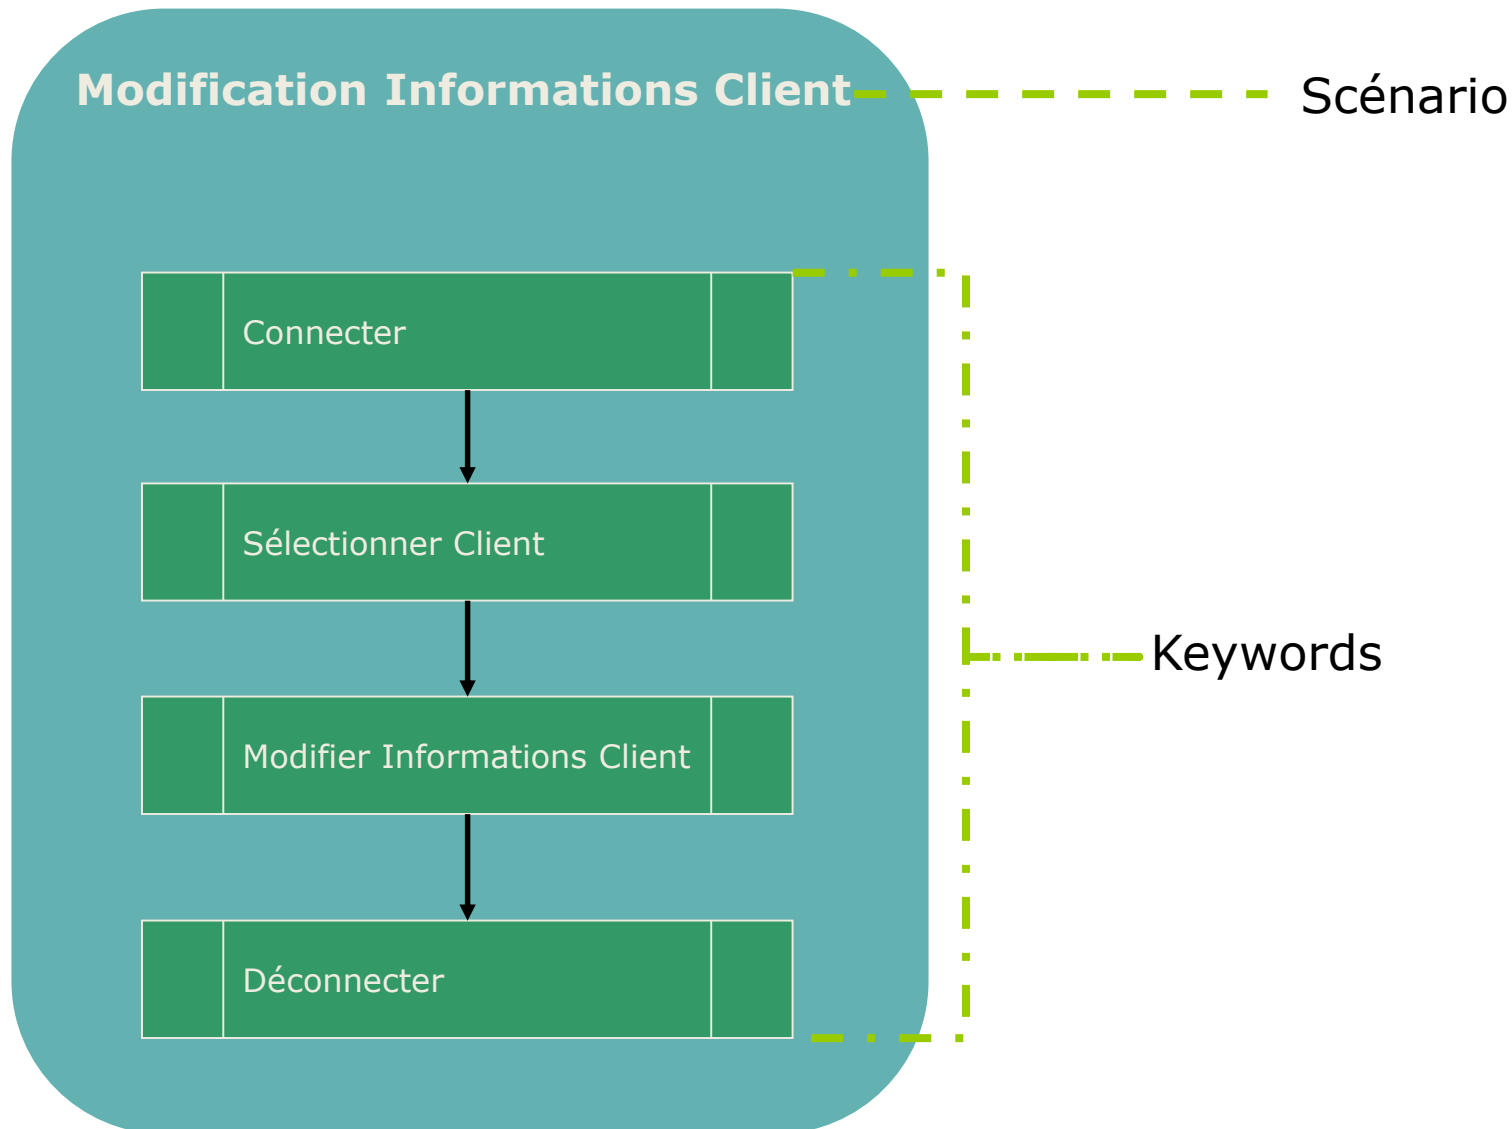 Modification Informations Client
Scénario
Connecter
Sélectionner Client
Keywords
Modifier Informations Client
Déconnecter